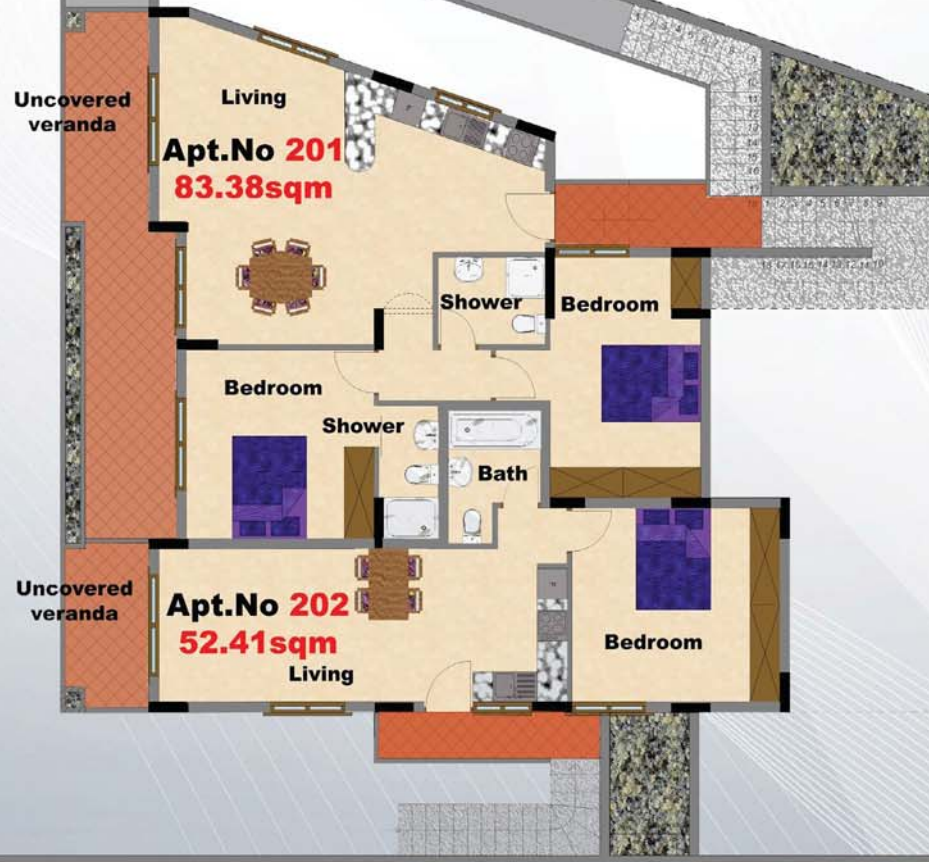 Uncovered
veranda
Living
Apt.No 201
83.38sqm
Shower
Bedroom
Bedroom
Shower
Bath
Uncovered
veranda
Apt.No 202
52.41sqm
Living
Bedroom